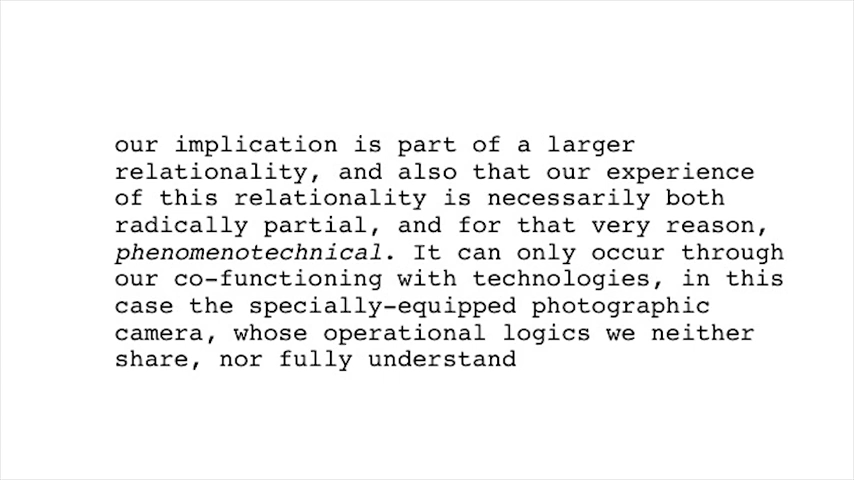 our implication is part of a larger
relationality, and also that our experience
of this relationality is necessarily both
radically partial, and for that very reason,
phenomenotechnical. It can only occur through
our co-functioning with technologies, in this
case the specially-equipped photographic
camera, whose operational logics we neither
share, nor fully understand